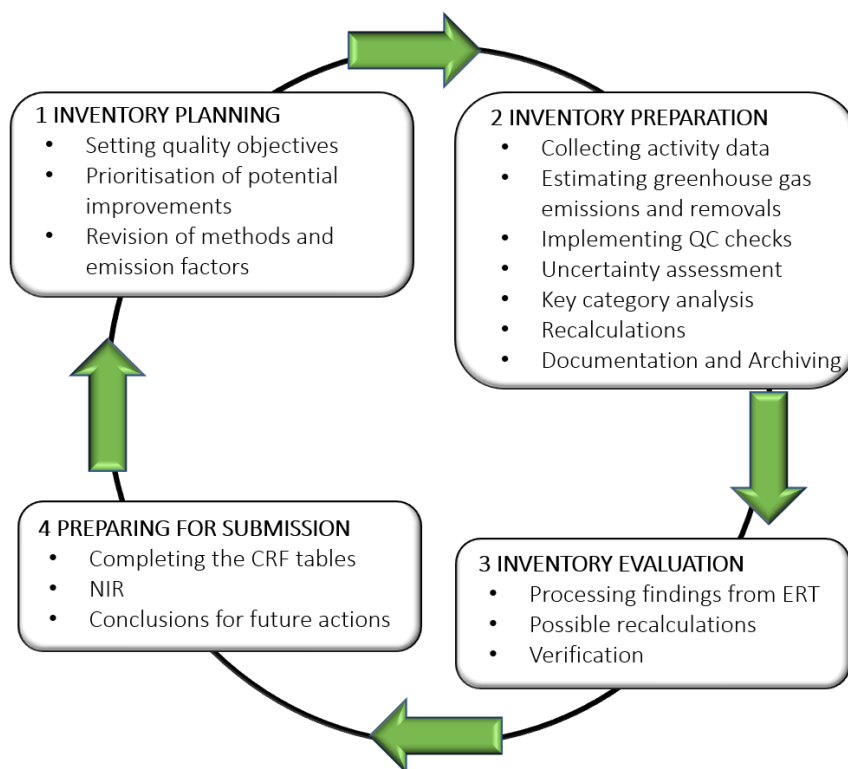 1 INVENTORY PLANNING
• Setting quality objectives
• Prioritisation of potential
improvements
• Revision of methods and
emission factors
2 INVENTORY PREPARATION
• Collecting activity data
• Estimating greenhouse gas
emissions and removals
• Implementing QC checks
• Uncertainty assessment
• Key category analysis
• Recalculations
• Documentation and Archiving
3 INVENTORY EVALUATION
• Processing findings from ERT
• Possible recalculations
• Verification
4 PREPARING FOR SUBMISSION
• Completing the CRF tables
• NIR
• Conclusions for future actions